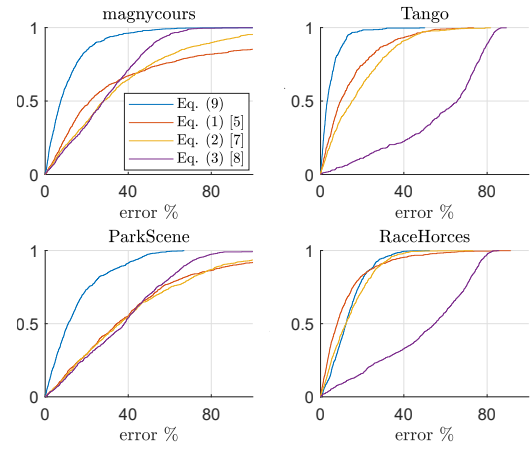 magnycours
1
0.5
0
0 40 80
error %
Eq. (9)
Eq. (1) [5]
Eq. (2) [7]
Eq. (3) [8]
Tango
1
0.5
0
0 40 80
error %
ParkScene
1
0.5
0
0 40 80
error %
RaceHorces
1
0.5
0
0 40 80
error %